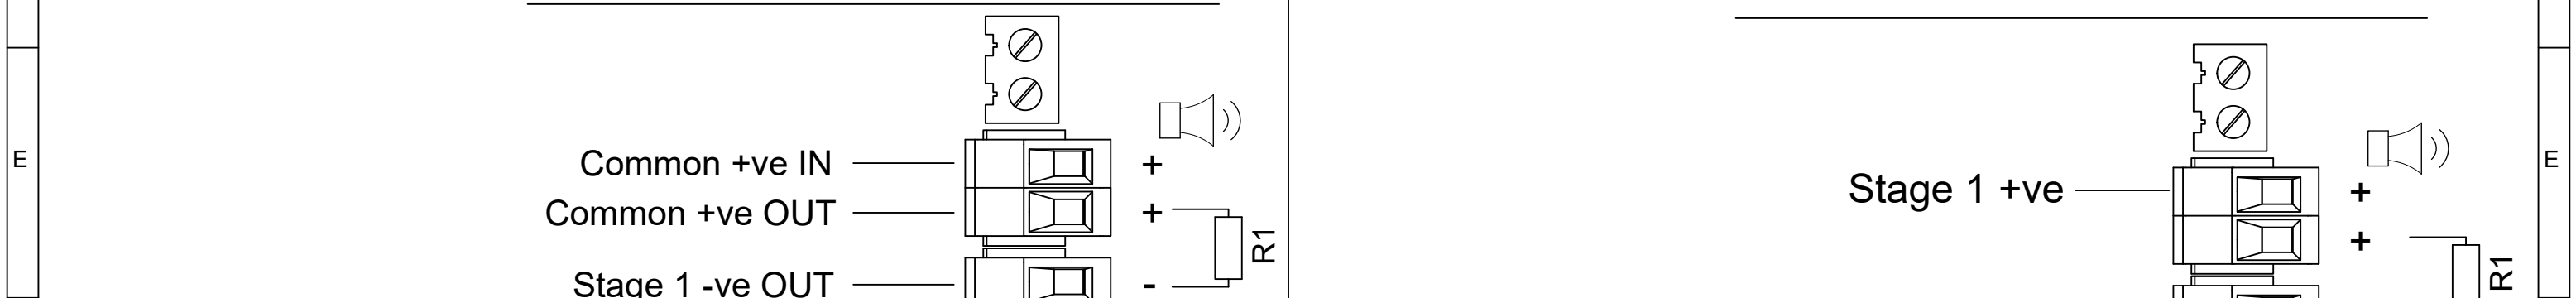 E
Common +ve IN
+
Common +ve OUT
+
R1
Stage 1 -ve OUT
-
Stage 1 +ve
+
+
R1
E